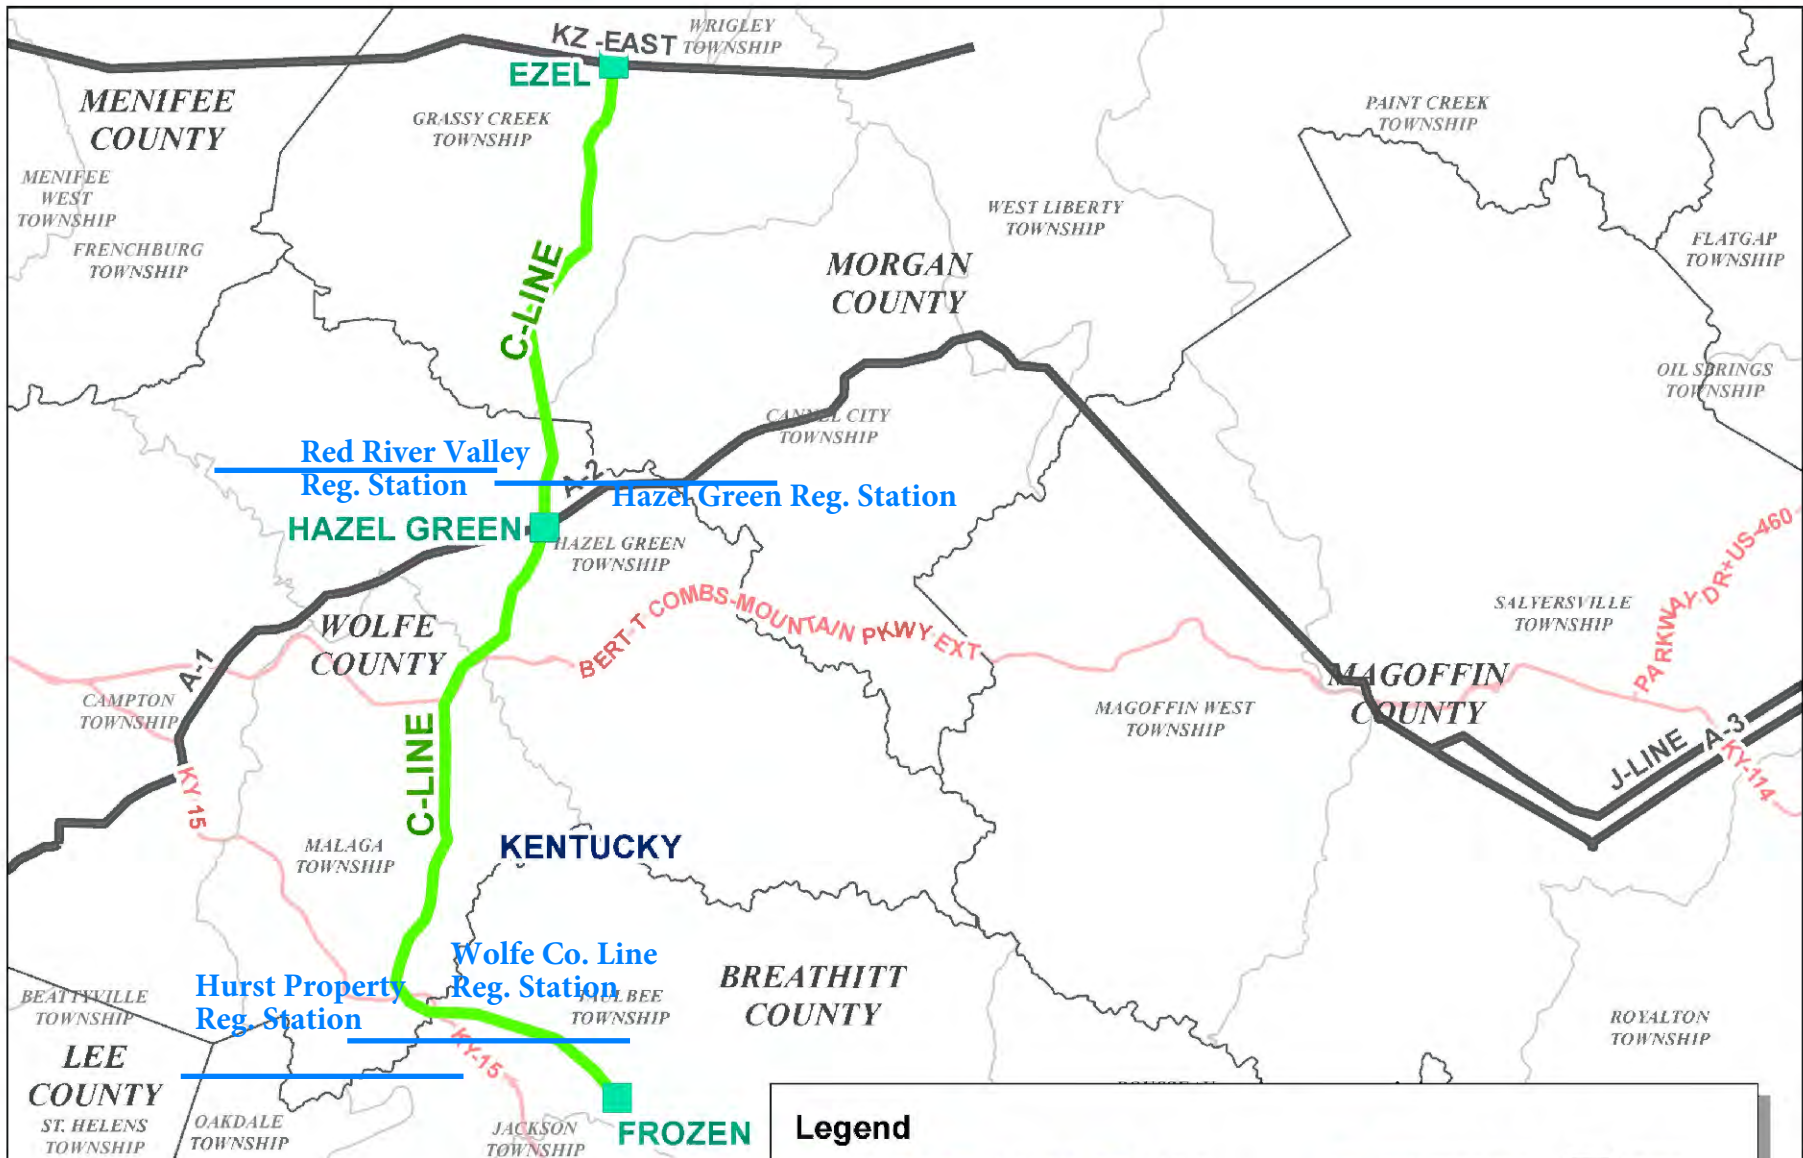 WRIGLEY
TOWNSHIP
KZ -EAST
EZEL
MENIFEE
COUNTY
GRASSY CREEK
TOWNSHIP
PAINT CREEK
TOWNSHIP
MENIFEE
WEST
TOWNSHIP
FRENCHBURG
TOWNSHIP
WEST LIBERTY
TOWNSHIP
FLATGAP
TOWNSHIP
C-LINE
MORGAN
COUNTY
OIL SPRINGS
TOWNSHIP
CANNEL CITY
TOWNSHIP
Red River Valley
Reg. Station
A-2
Hazel Green Reg. Station
HAZEL GREEN
HAZEL GREEN
TOWNSHIP
PARKWAY DR+US-460
BERT T COMBS-MOUNTAIN PKWY EXT
SALYERSVILLE
TOWNSHIP
WOLFE
COUNTY
A-1
CAMPTON
TOWNSHIP
MAGOFFIN
COUNTY
MAGOFFIN WEST
TOWNSHIP
C-LINE
J-LINE
A-3
KY-114
KY 15
MALAGA
TOWNSHIP
KENTUCKY
Wolfe Co. Line
Reg. Station
BREATHITT
COUNTY
Hurst Property
Reg. Station
BEATTYVILLE
TOWNSHIP
TOWNSHIP
ROYALTON
TOWNSHIP
LEE
COUNTY
KY-15
ST. HELENS
TOWNSHIP
OAKDALE
TOWNSHIP
JACKSON
TOWNSHIP
FROZEN
Legend